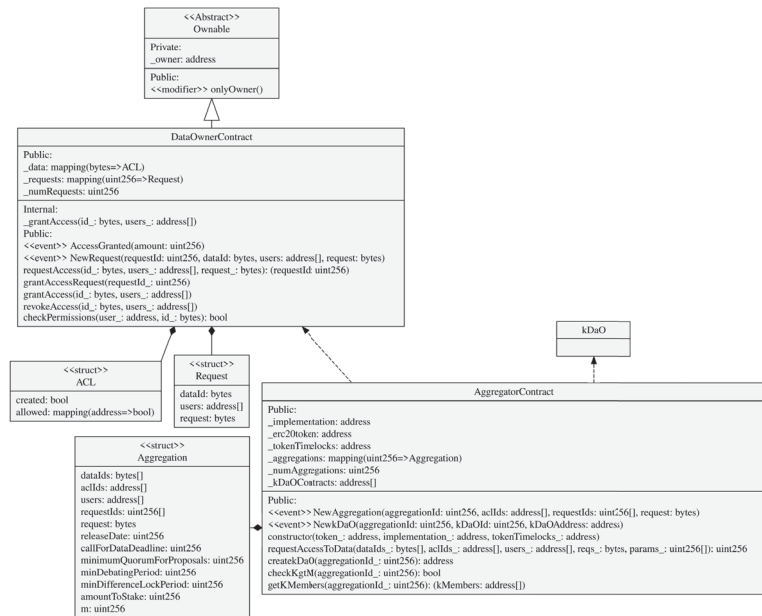 <<Abstract>>
Ownable
Private:
_owner: address
Public:
<<modifier>> onlyOwner()
DataOwnerContract
Public:
_data: mapping(bytes=>ACL)
_requests: mapping(uint256=>Request)
_numRequests: uint256
Internal:
_grantAccess(id_: bytes, users_: address[])
Public:
<<event>> AccessGranted(amount: uint256)
<<event>> NewRequest(requestId: uint256, dataId: bytes, users: address[], request: bytes)
requestAccess(id_: bytes, users_: address[], request_: bytes): (requestId: uint256)
grantAccessRequest(requestId_: uint256)
grantAccess(id_: bytes, users_: address[])
revokeAccess(id_: bytes, users_: address[])
checkPermissions(user_: address, id_: bytes): bool
kDaO
<<struct>>
ACL
created: bool
allowed: mapping(address=>bool)
<<struct>>
Request
dataId: bytes
users: address[]
request: bytes
AggregatorContract
Public:
_implementation: address
_erc20token: address
_tokenTimelocks: address
_aggregations: mapping(uint256=>Aggregation)
_numAggregations: uint256
_kDaOContracts: address[]
Public:
<<event>> NewAggregation(aggregationId: uint256, aclIds: address[], requestIds: uint256[], request: bytes)
<<event>> NewkDaO(aggregationId: uint256, kDaOId: uint256, kDaOAddress: address)
constructor(token_: address, implementation_: address, tokenTimelocks_: address)
requestAccessToData(dataIds_: bytes[], aclIds_: address[], users_: address[], reqs_: bytes, params_: uint256[]): uint256
createkDaO(aggregationId_: uint256): address
checkKgtM(aggregationId_: uint256): bool
getKMembers(aggregationId_: uint256): (kMembers: address[])
<<struct>>
Aggregation
dataIds: bytes[]
aclIds: address[]
users: address[]
requestIds: uint256[]
request: bytes
releaseDate: uint256
callForDataDeadline: uint256
minimumQuorumForProposals: uint256
minDebatingPeriod: uint256
minDifferenceLockPeriod: uint256
amountToStake: uint256
m: uint256